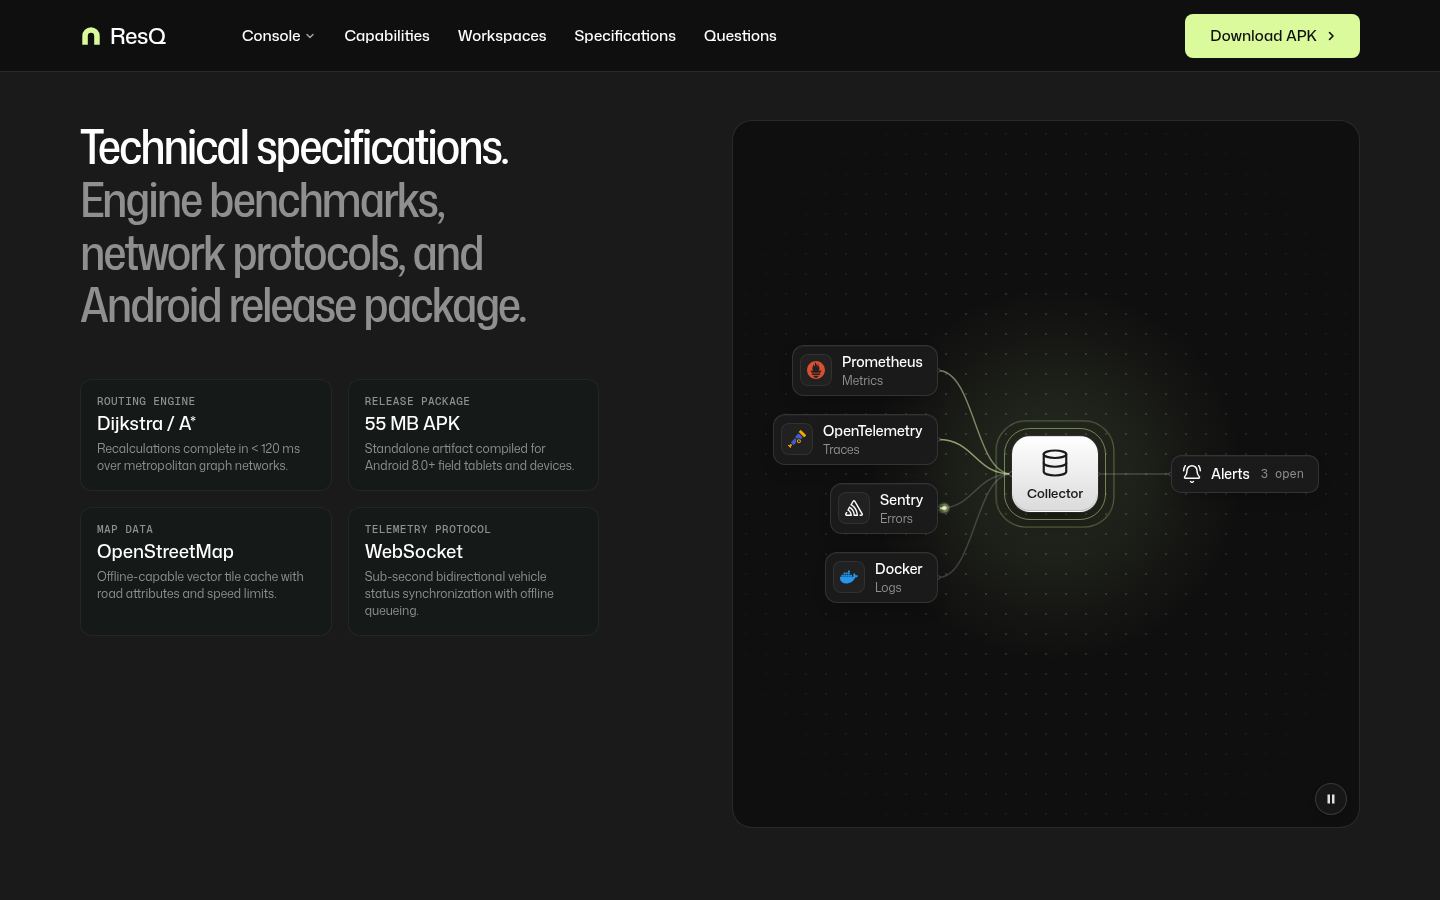 ResQ
Console
Capabilities
Workspaces
Specifications
Questions
Download APK
Technical specifications.
Engine benchmarks,
network protocols, and
Android release package.
ROUTING ENGINE
Dijkstra / A*
Recalculations complete in < 120 ms
over metropolitan graph networks.
RELEASE PACKAGE
55 MB APK
Standalone artifact compiled for
Android 8.0+ field tablets and devices.
MAP DATA
OpenStreetMap
Offline-capable vector tile cache with
road attributes and speed limits.
TELEMETRY PROTOCOL
WebSocket
Sub-second bidirectional vehicle
status synchronization with offline
queueing.
Prometheus
Metrics
OpenTelemetry
Traces
Sentry
Errors
Docker
Logs
Collector
Alerts 3 open